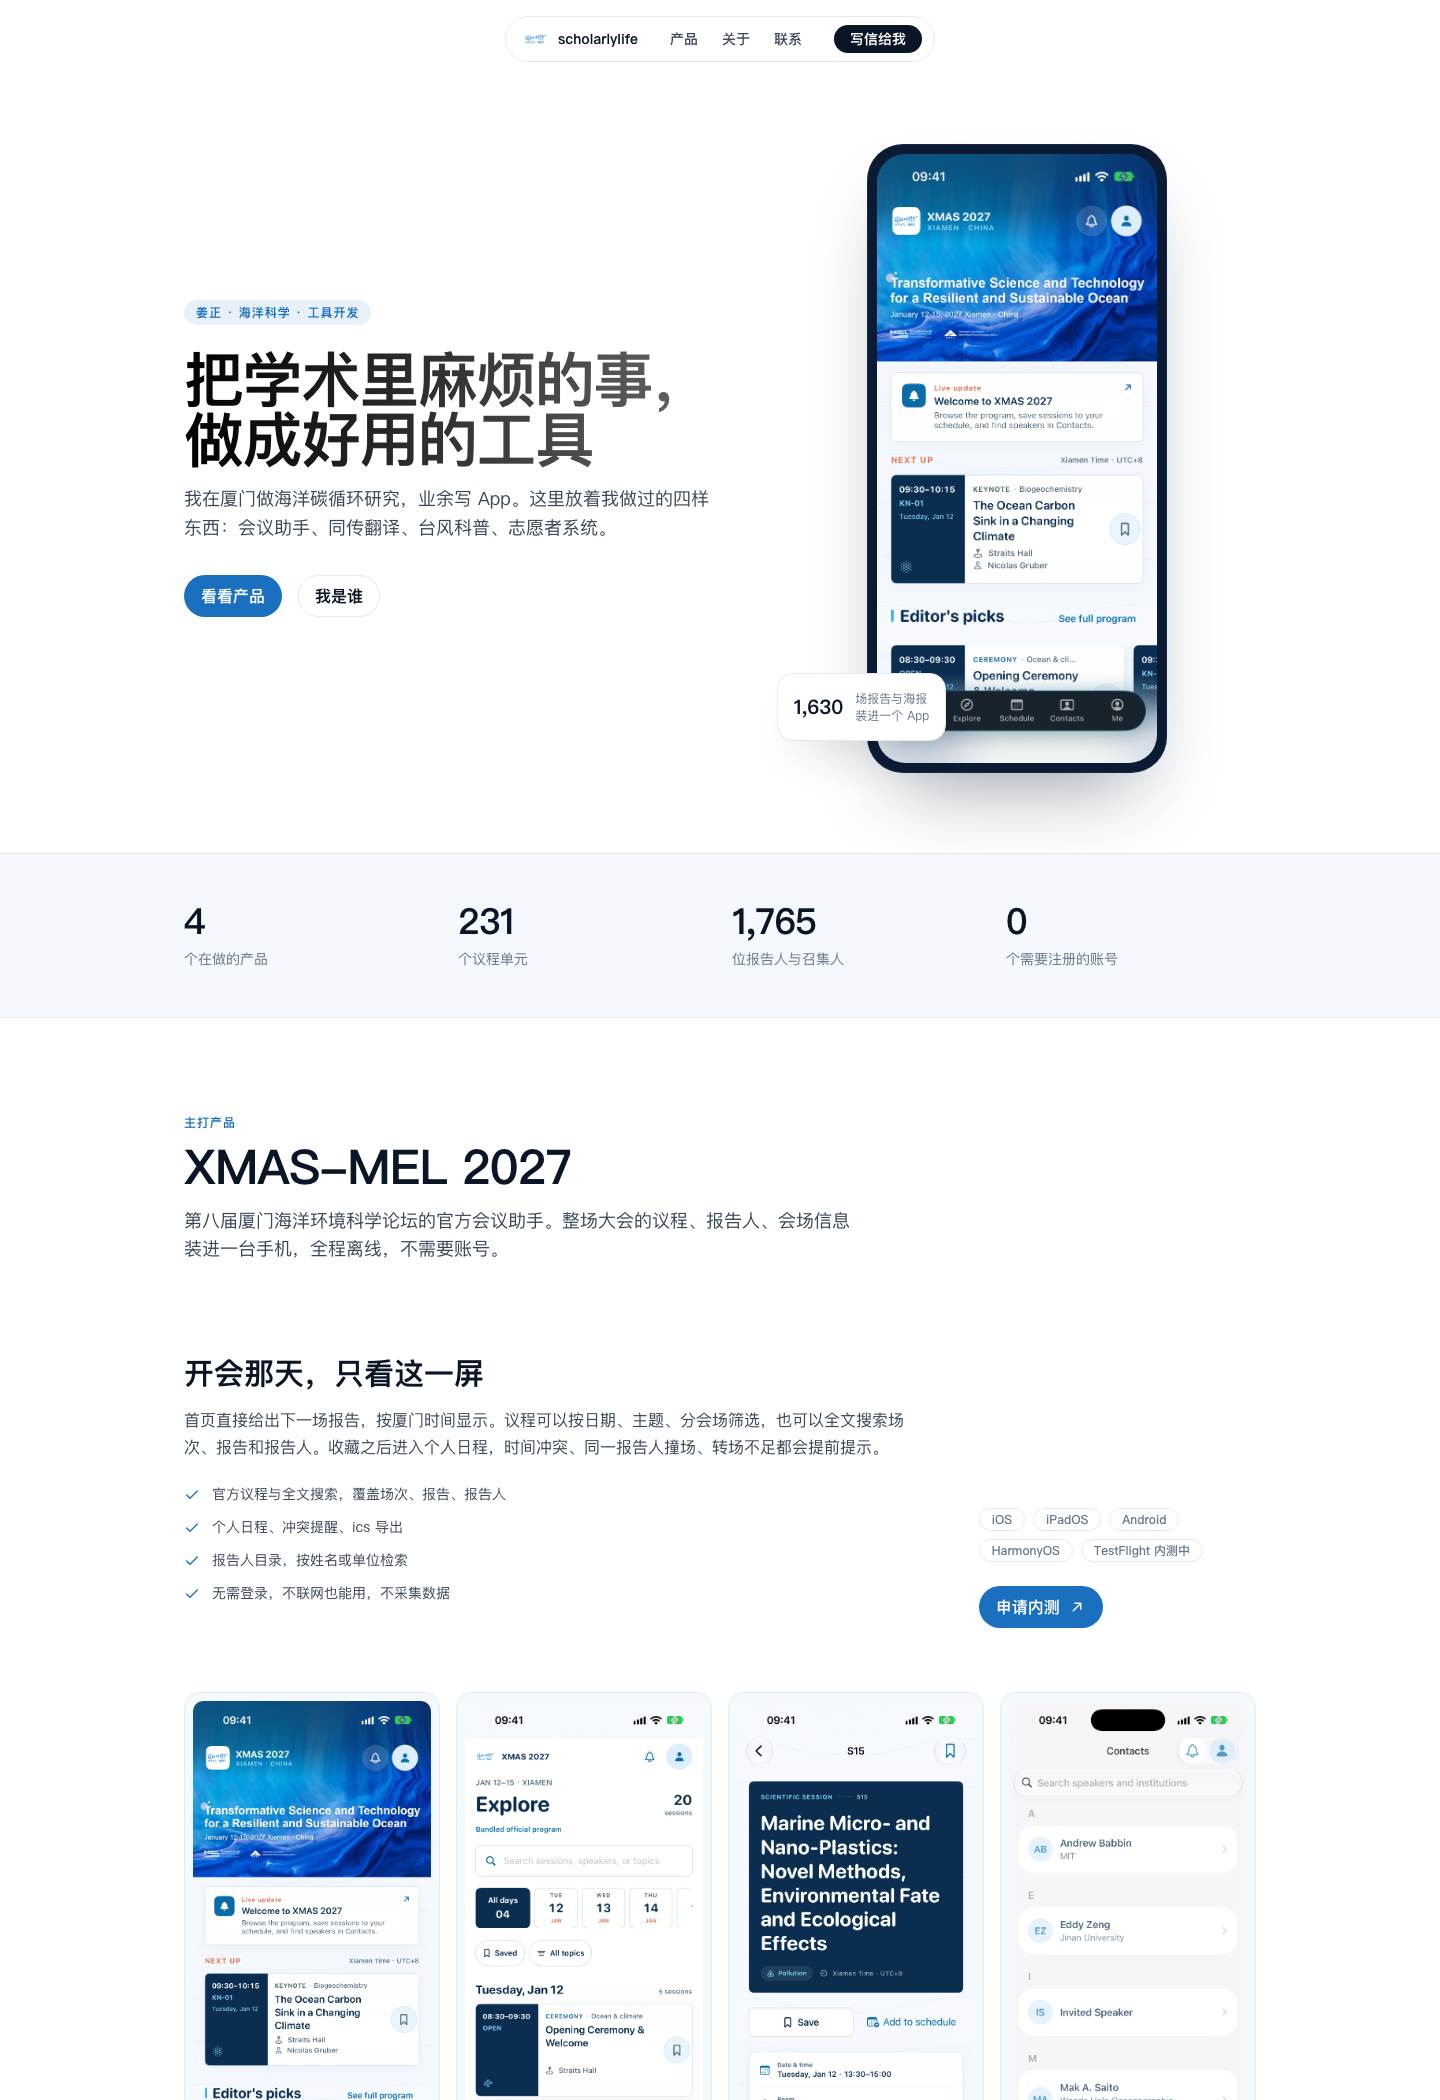 scholarlylife
产品
关于
联系
写信给我
姜正 · 海洋科学 · 工具开发
把学术里麻烦的事，
做成好用的工具
我在厦门做海洋碳循环研究，业余写 App。这里放着我做过的四样
东西：会议助手、同传翻译、台风科普、志愿者系统。
看看产品
我是谁
09:41
XMAS 2027
XIAMEN · CHINA
Transformative Science and Technology
for a Resilient and Sustainable Ocean
January 12-15, 2027 Xiamen · China
Live update
Welcome to XMAS 2027
Browse the program, save sessions to your
schedule, and find speakers in Contacts.
NEXT UP
Xiamen Time · UTC+8
09:30–10:15
KN-01
Tuesday, Jan 12
KEYNOTE · Biogeochemistry
The Ocean Carbon
Sink in a Changing
Climate
Straits Hall
Nicolas Gruber
Editor's picks
See full program
08:30–09:30
CEREMONY · Ocean & cli...
Opening Ceremony
& Welcome
09:
KN-
Tues
Explore
Schedule
Contacts
Me
1,630
场报告与海报
装进一个 App
4
个在做的产品
231
个议程单元
1,765
位报告人与召集人
0
个需要注册的账号
主打产品
XMAS–MEL 2027
第八届厦门海洋环境科学论坛的官方会议助手。整场大会的议程、报告人、会场信息
装进一台手机，全程离线，不需要账号。
开会那天，只看这一屏
首页直接给出下一场报告，按厦门时间显示。议程可以按日期、主题、分会场筛选，也可以全文搜索场
次、报告和报告人。收藏之后进入个人日程，时间冲突、同一报告人撞场、转场不足都会提前提示。
官方议程与全文搜索，覆盖场次、报告、报告人
个人日程、冲突提醒、ics 导出
报告人目录，按姓名或单位检索
无需登录，不联网也能用，不采集数据
iOS
iPadOS
Android
HarmonyOS
TestFlight 内测中
申请内测
09:41
XMAS 2027
XIAMEN · CHINA
Transformative Science and Technology
for a Resilient and Sustainable Ocean
January 12-15, 2027 Xiamen · China
Live update
Welcome to XMAS 2027
Browse the program, save sessions to your
schedule, and find speakers in Contacts.
NEXT UP
Xiamen Time · UTC+8
09:30–10:15
KN-01
Tuesday, Jan 12
KEYNOTE · Biogeochemistry
The Ocean Carbon
Sink in a Changing
Climate
Straits Hall
Nicolas Gruber
Editor's picks
See full program
09:41
XMAS 2027
JAN 12–15 · XIAMEN
Explore
20
sessions
Bundled official program
Search sessions, speakers, or topics
All days
04
TUE
12
JAN
WED
13
JAN
THU
14
JAN
Saved
All topics
Tuesday, Jan 12
5 sessions
08:30–09:30
OPEN
CEREMONY · Ocean & climate
Opening Ceremony &
Welcome
Straits Hall
09:41
S15
SCIENTIFIC SESSION
S15
Marine Micro- and
Nano-Plastics:
Novel Methods,
Environmental Fate
and Ecological
Effects
Pollution
Xiamen Time · UTC+8
Save
Add to schedule
Date & time
Tuesday, Jan 12 · 13:30–15:00
09:41
Contacts
Search speakers and institutions
A
AB
Andrew Babbin
MIT
E
EZ
Eddy Zeng
Jinan University
I
IS
Invited Speaker
M
MA
Mak A. Saito